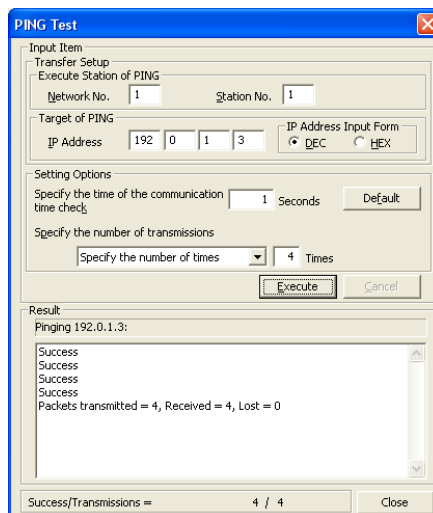 PING Test
Input Item
Transfer Setup
Execute Station of PING
Network No. 1 Station No. 1
Target of PING
IP Address 192 0 1 3
IP Address Input Form
DEC HEX
Setting Options
Specify the time of the communication
time check 1 Seconds Default
Specify the number of transmissions
Specify the number of times 4 Times
Execute Cancel
Result
Pinging 192.0.1.3:
Success
Success
Success
Success
Packets transmitted = 4, Received = 4, Lost = 0
Success/Transmissions = 4 / 4 Close